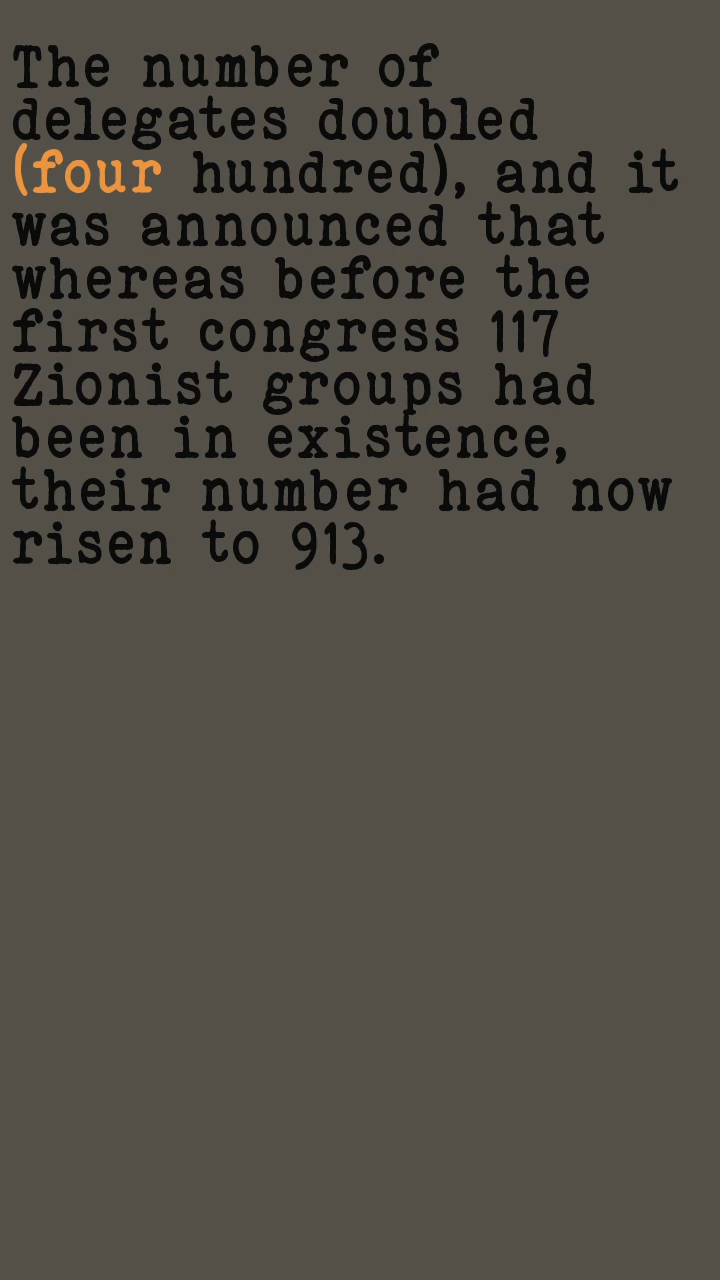 The number of
delegates doubled
(four hundred), and it
was announced that
whereas before the
first congress 117
Zionist groups had
been in existence,
their number had now
risen to 913.